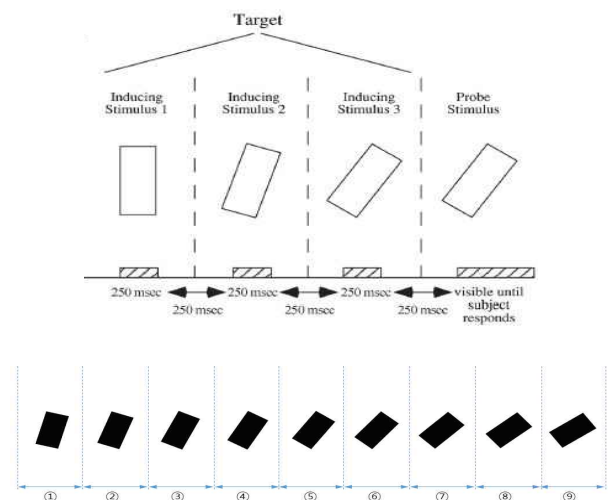 Target
Inducing Stimulus 1
Inducing Stimulus 2
Inducing Stimulus 3
Probe Stimulus
250 msec
250 msec
250 msec
250 msec
250 msec
250 msec
visible until subject responds
① ② ③ ④ ⑤ ⑥ ⑦ ⑧ ⑨